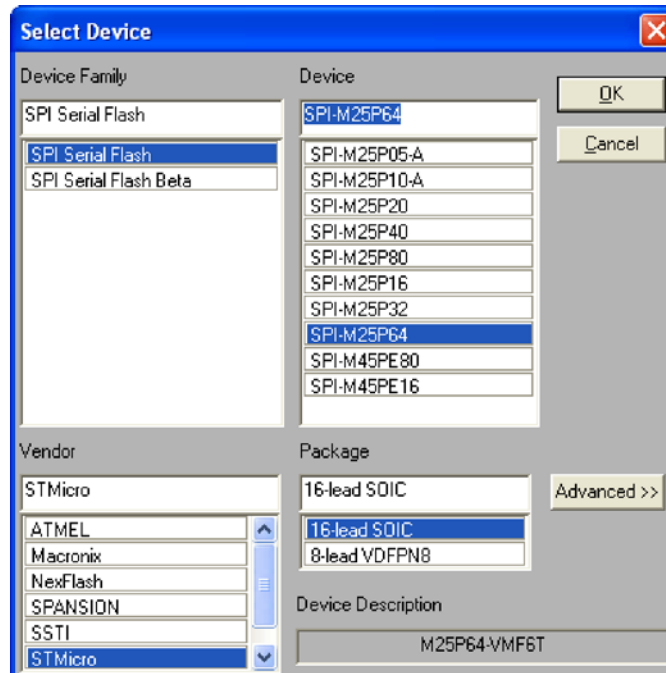 Select Device
Device Family
SPI Serial Flash
SPI Serial Flash
SPI Serial Flash Beta
Device
SPI-M25P64
SPI-M25P05-A
SPI-M25P10-A
SPI-M25P20
SPI-M25P40
SPI-M25P80
SPI-M25P16
SPI-M25P32
SPI-M25P64
SPI-M45PE80
SPI-M45PE16
OK
Cancel
Vendor
STMicro
ATMEL
Macronix
NexFlash
SPANSION
SSTI
STMicro
Package
16-lead SOIC
16-lead SOIC
8-lead VDFPN8
Advanced >>
Device Description
M25P64-VMF6T